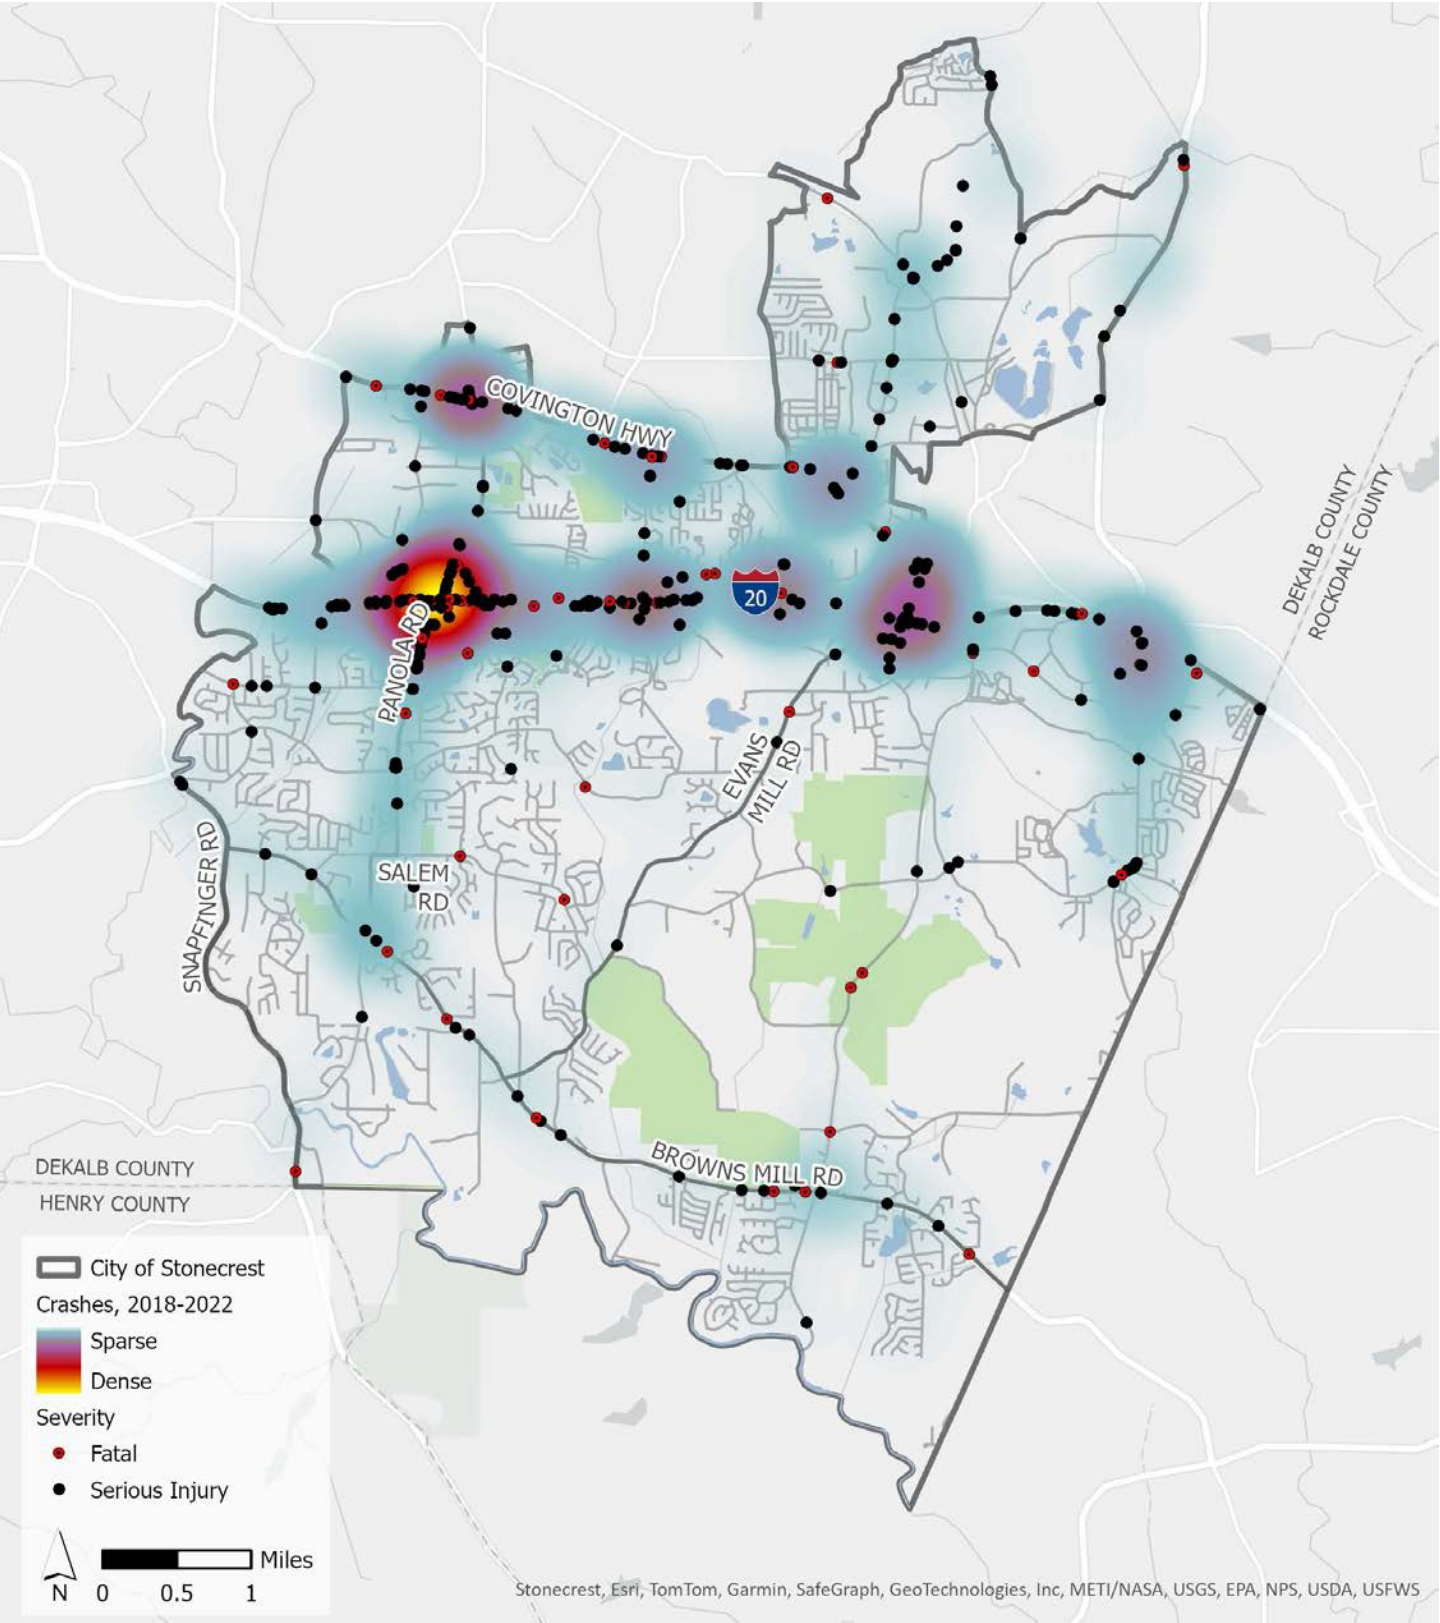 COVINGTON HWY
DEKALB COUNTY
ROCKDALE COUNTY
20
PANOLA RD
EVANS
MILL RD
SNAPFINGER RD
SALEM
RD
BROWNS MILL RD
DEKALB COUNTY
HENRY COUNTY
City of Stonecrest
Crashes, 2018-2022
Sparse
Dense
Severity
Fatal
Serious Injury
N
Miles
0 0.5 1
Stonecrest, Esri, TomTom, Garmin, SafeGraph, GeoTechnologies, Inc, METI/NASA, USGS, EPA, NPS, USDA, USFWS